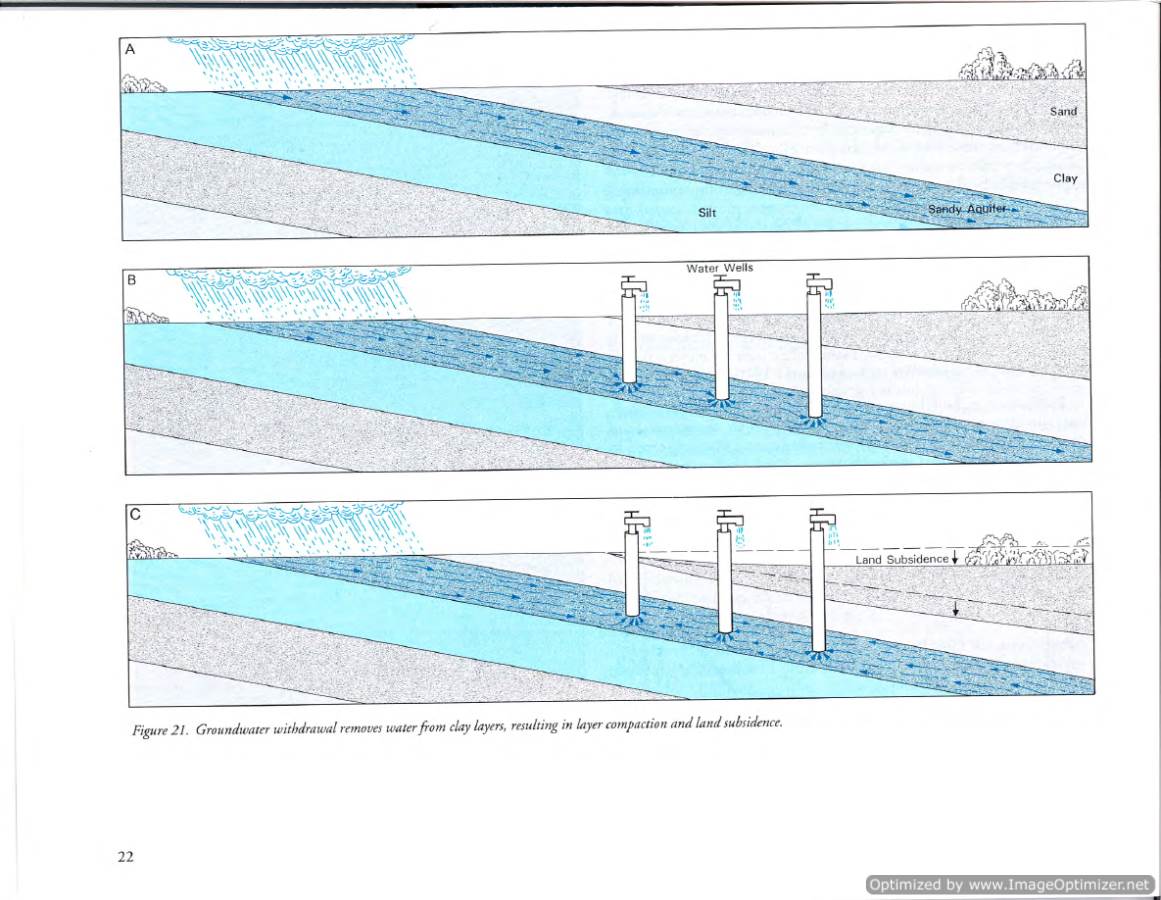 A
Sand
Clay
Silt
Sandy Aquifer
B
Water Wells
C
Land Subsidence
Figure 21. Groundwater withdrawal removes water from clay layers, resulting in layer compaction and land subsidence.
22
Optimized by www.ImageOptimizer.net